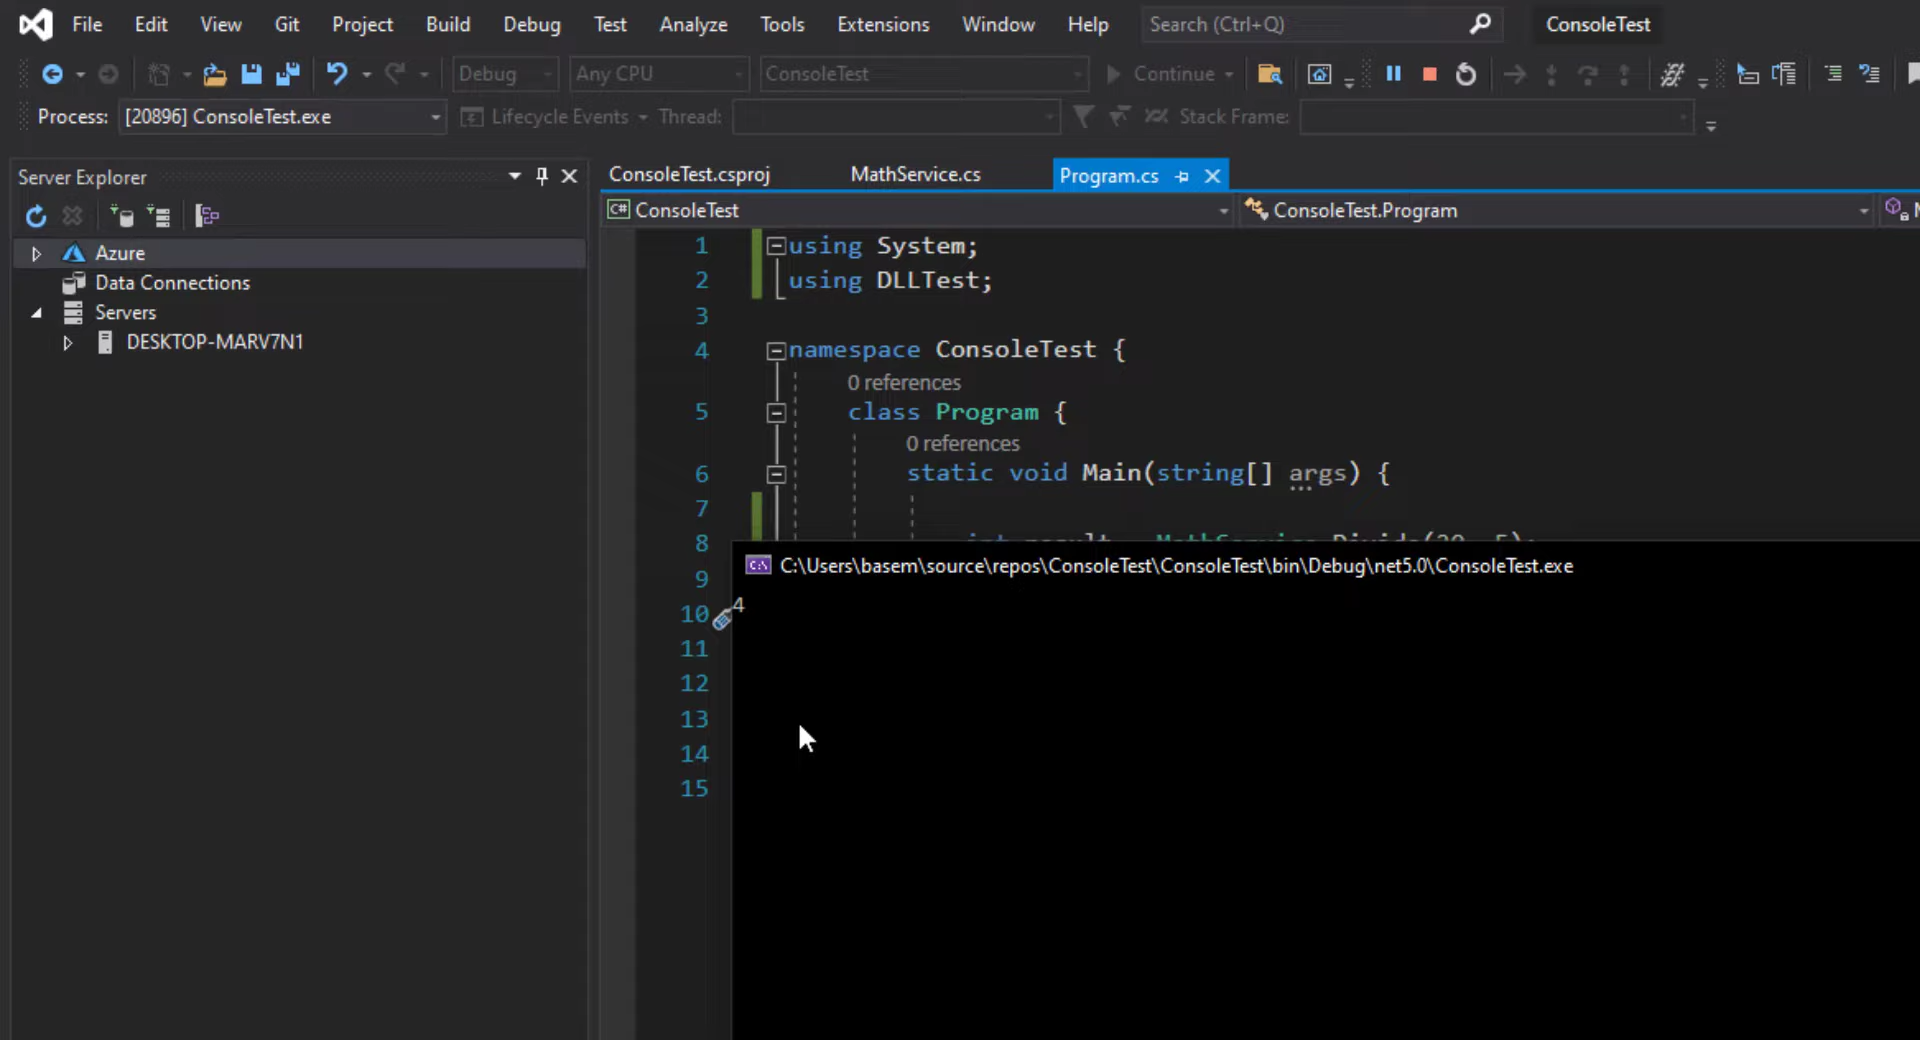 File Edit View Git Project Build Debug Test Analyze Tools Extensions Window Help Search (Ctrl+Q) ConsoleTest
Debug Any CPU ConsoleTest Continue
Process: [20896] ConsoleTest.exe Lifecycle Events Thread: Stack Frame:
Server Explorer
Azure
Data Connections
Servers
DESKTOP-MARV7N1
ConsoleTest.csproj MathService.cs Program.cs
C# ConsoleTest ConsoleTest.Program
1 using System;
2 using DLLTest;
3
4 namespace ConsoleTest {
0 references
5 class Program {
0 references
6 static void Main(string[] args) {
7
8
9
10
11
12
13
14
15
C:\Users\basem\source\repos\ConsoleTest\ConsoleTest\bin\Debug\net5.0\ConsoleTest.exe
4